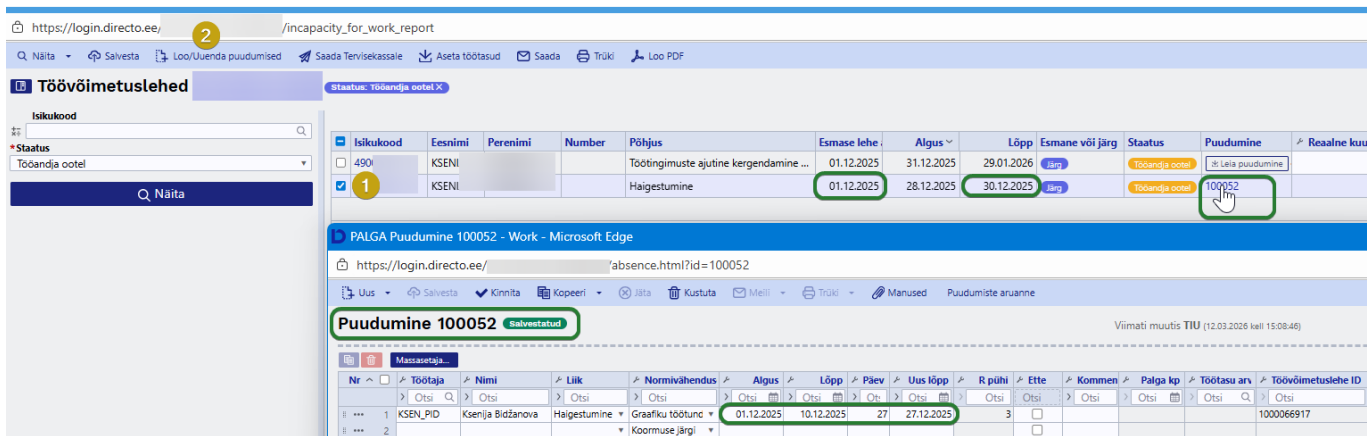 https://login.directo.ee/ /incapacity_for_work_report
2
Näita Salvesta Loo/Uuenda puudumised Saada Tervisekassale Aseta töötasud Saada Trüki Loo PDF
Töövõimetuslehed Staatus: Tööandja ootel X
Isikukood
*Staatus
Tööandja ootel
Näita
Isikukood Eesnimi Perenimi Number Põhjus Esmase lehe Algus Lõpp Esmane või järg Staatus Puudumine Reaalne kuu
490 KSENI Töötingimuste ajutine kergendamine ... 01.12.2025 31.12.2025 29.01.2026 Järg Tööandja ootel Leia puudumine
1 KSENI Haigestumine 01.12.2025 28.12.2025 30.12.2025 Järg Tööandja ootel 100052
PALGA Puudumine 100052 - Work - Microsoft Edge
https://login.directo.ee/ /absence.html?id=100052
Uus Salvesta Kinnita Kopeeri Jäta Kustuta Meili Trüki Manused Puudumiste aruanne
Puudumine 100052 Salvestatud Viimati muutis TIU (12.03.2026 kell 15:08:46)
Massasetaja...
Nr Töötaja Nimi Liik Normivähendus Algus Lõpp Päev Uus lõpp R pühi Ette Kommen Palga kp Töötasu arv Töövõimetuslehe ID
Otsi Otsi Otsi Otsi Otsi Otsi Ots Otsi Otsi Otsi Otsi Otsi Otsi Otsi
1 KSEN_PID Ksenija Bidžanova Haigestumine Graafiku töötund 01.12.2025 10.12.2025 27 27.12.2025 3 1000066917
2 Koormuse järgi